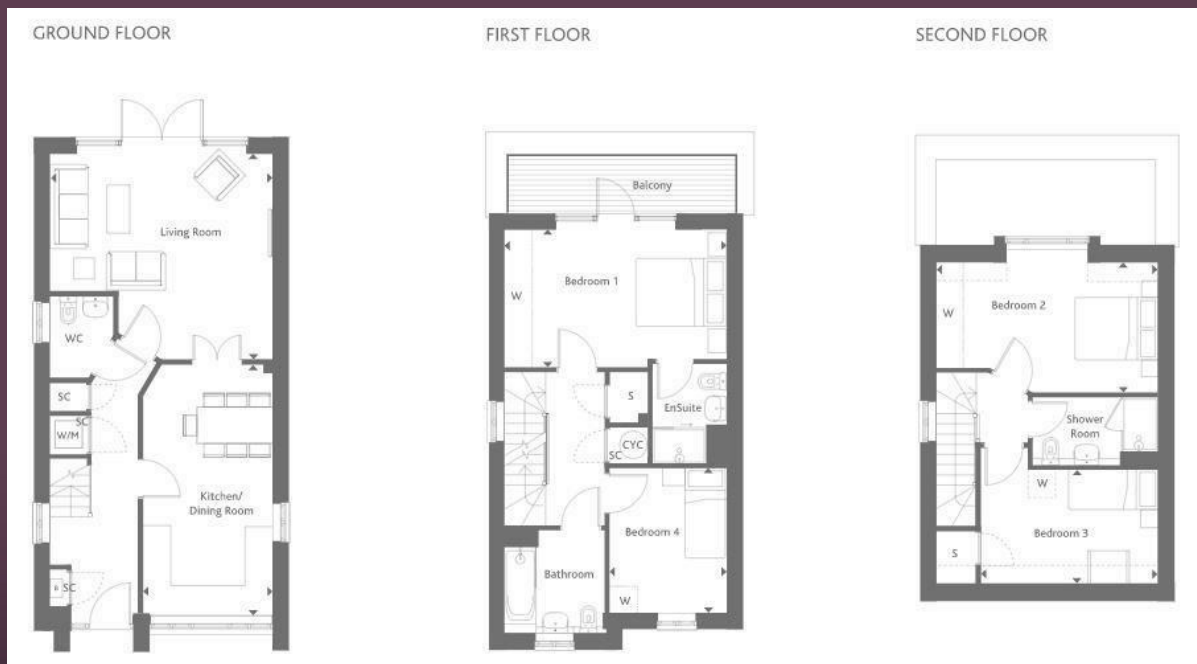 GROUND FLOOR
Living Room
WC
SC
SC
W/M
Kitchen/
Dining Room
SC
FIRST FLOOR
Balcony
Bedroom 1
W
S
EnSuite
CYC
SC
Bedroom 4
Bathroom
W
SECOND FLOOR
Bedroom 2
W
Shower
Room
W
Bedroom 3
S